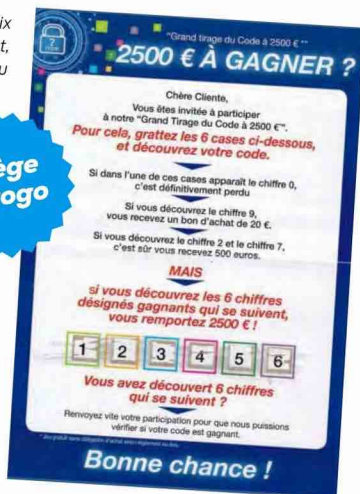 ix
t,
u
ège
ogo
?
"Grand tirage du Code à 2500 €"*
2500 € À GAGNER ?
Chère Cliente,
Vous êtes invitée à participer
à notre "Grand Tirage du Code à 2500 €"*.
Pour cela, grattez les 6 cases ci-dessous,
et découvrez votre code.
Si dans l'une de ces cases apparaît le chiffre 0,
c'est définitivement perdu
Si vous découvrez le chiffre 9,
vous recevez un bon d'achat de 20 €.
Si vous découvrez le chiffre 2 et le chiffre 7,
c'est sûr vous recevez 500 euros.
MAIS
si vous découvrez les 6 chiffres
désignés gagnants qui se suivent,
vous remportez 2500 € !
1 2 3 4 5 6
Vous avez découvert 6 chiffres
qui se suivent ?
Renvoyez vite votre participation pour que nous puissions
vérifier si votre code est gagnant.
* Jeu gratuit sans obligation d'achat
Bonne chance !